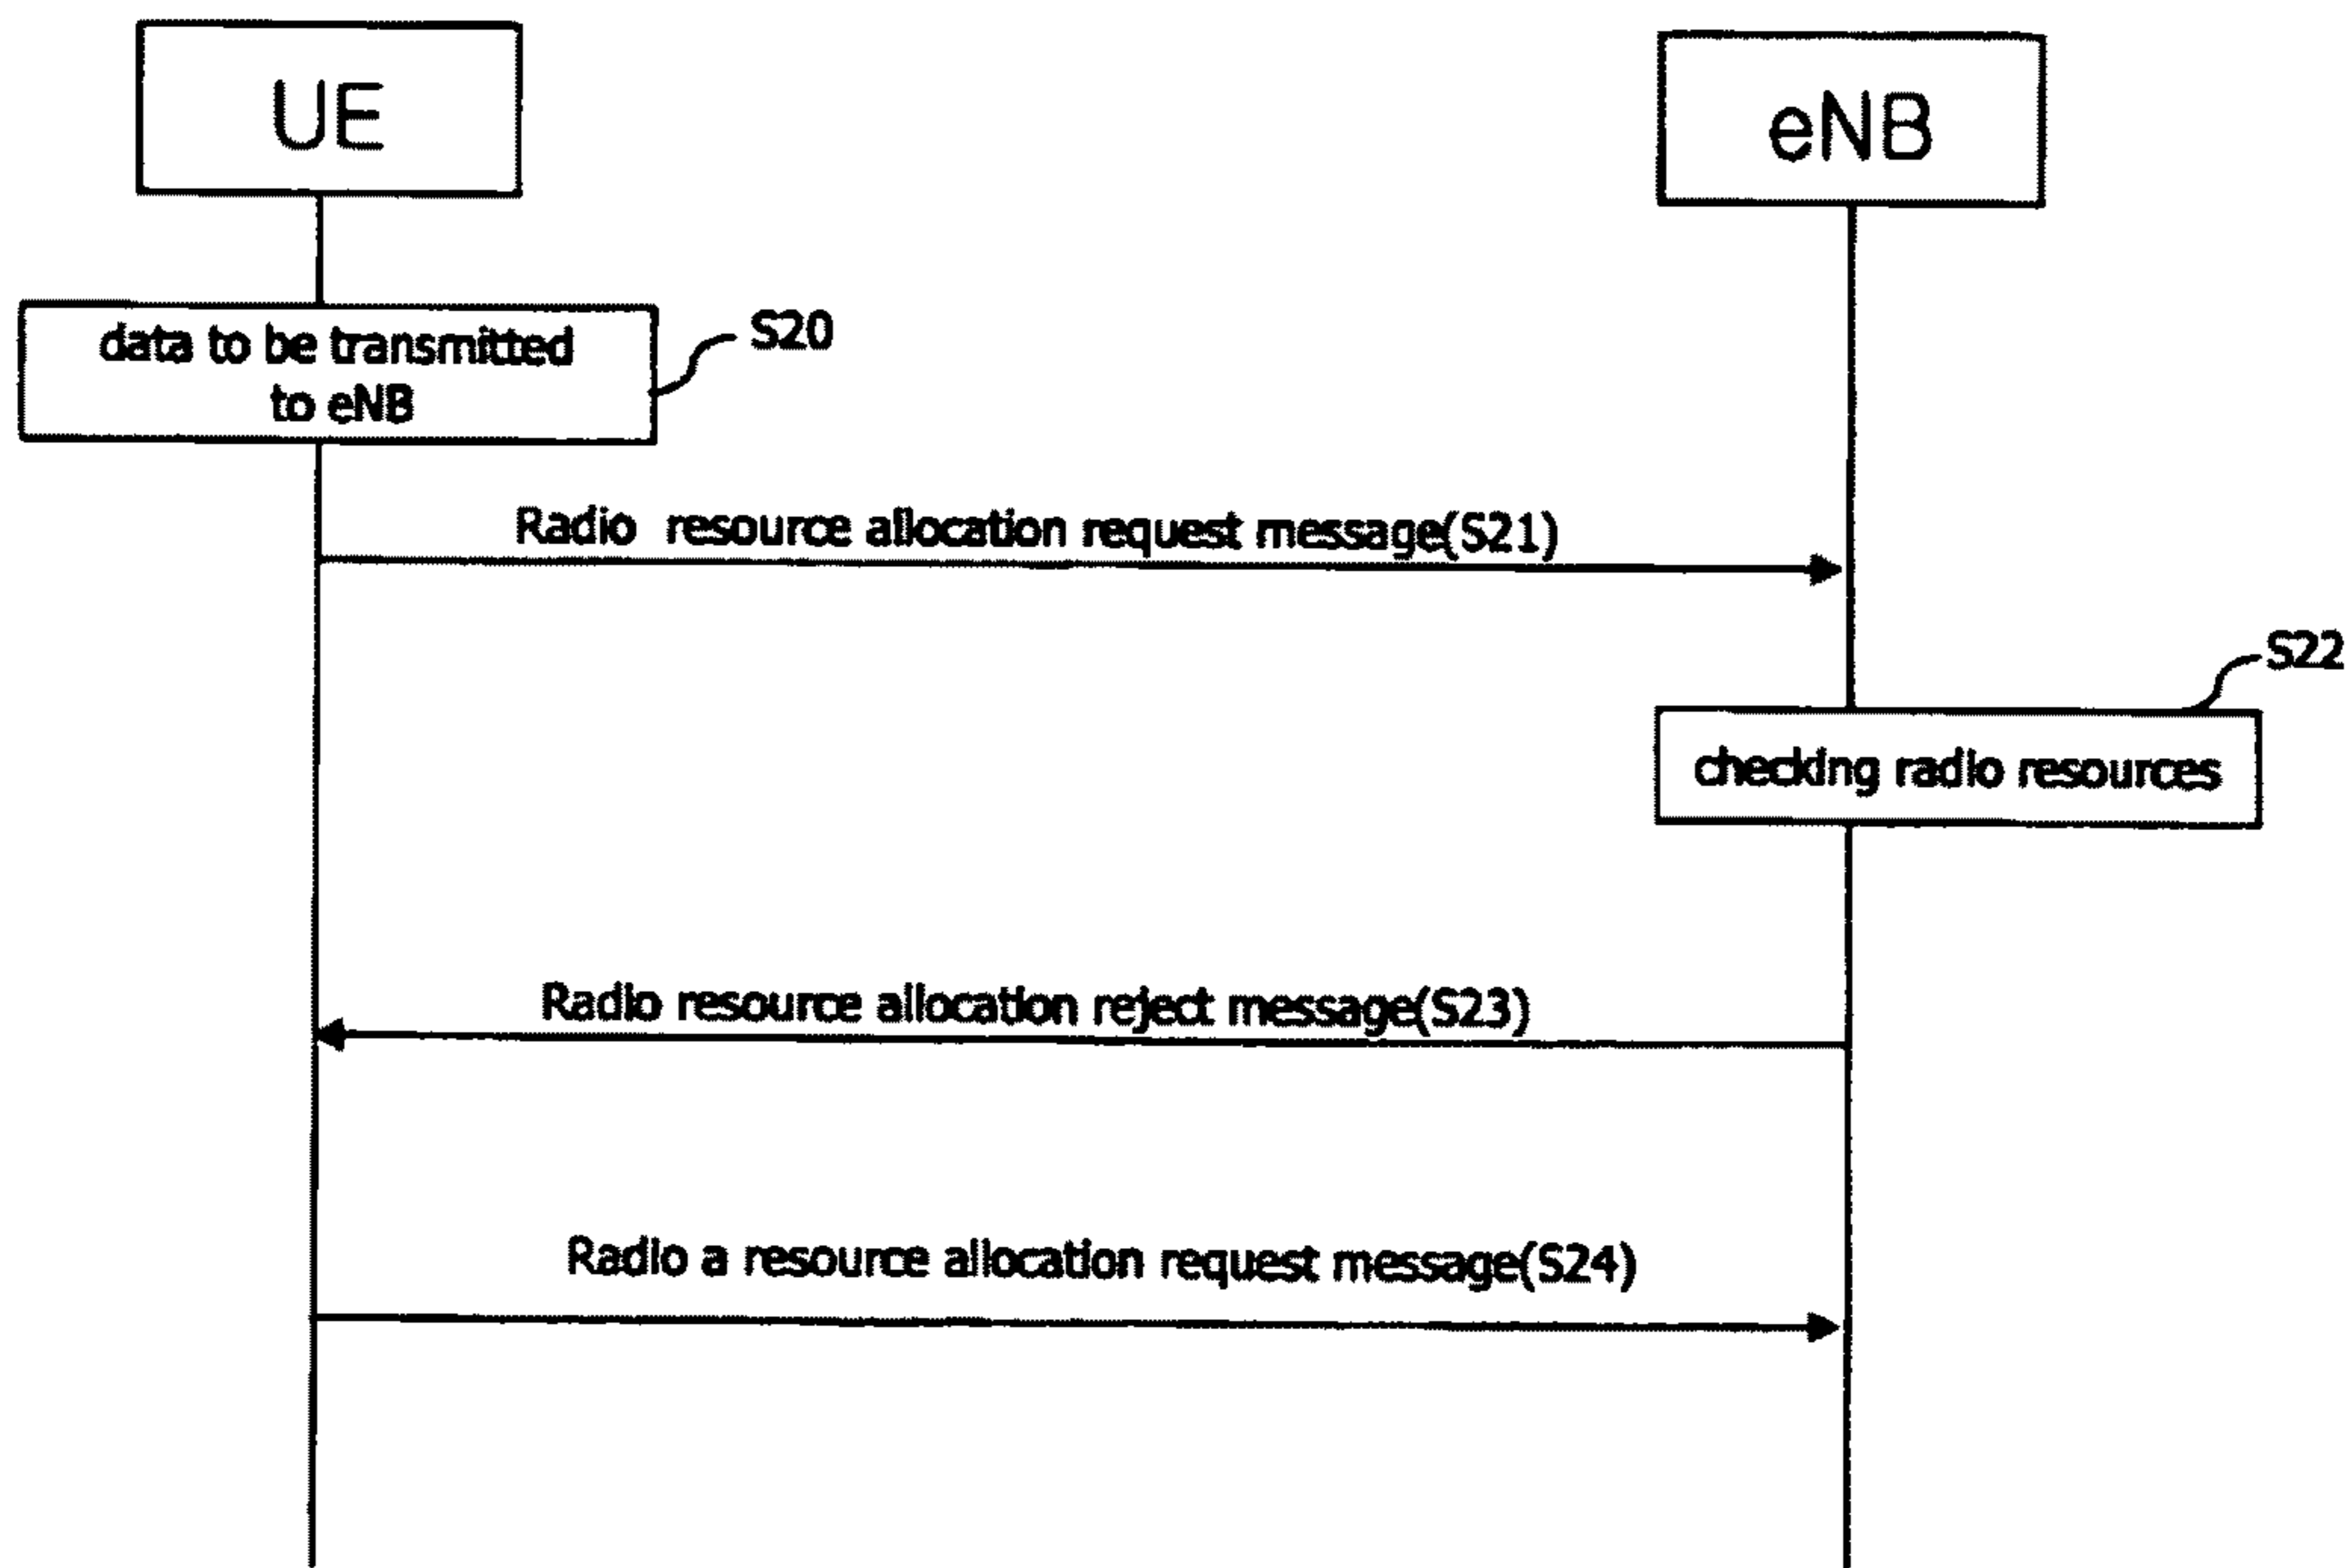 UE
eNB
data to be transmitted
to eNB
S20
Radio resource allocation request message(S21)
S22
checking radio resources
Radio resource allocation reject message(S23)
Radio a resource allocation request message(S24)